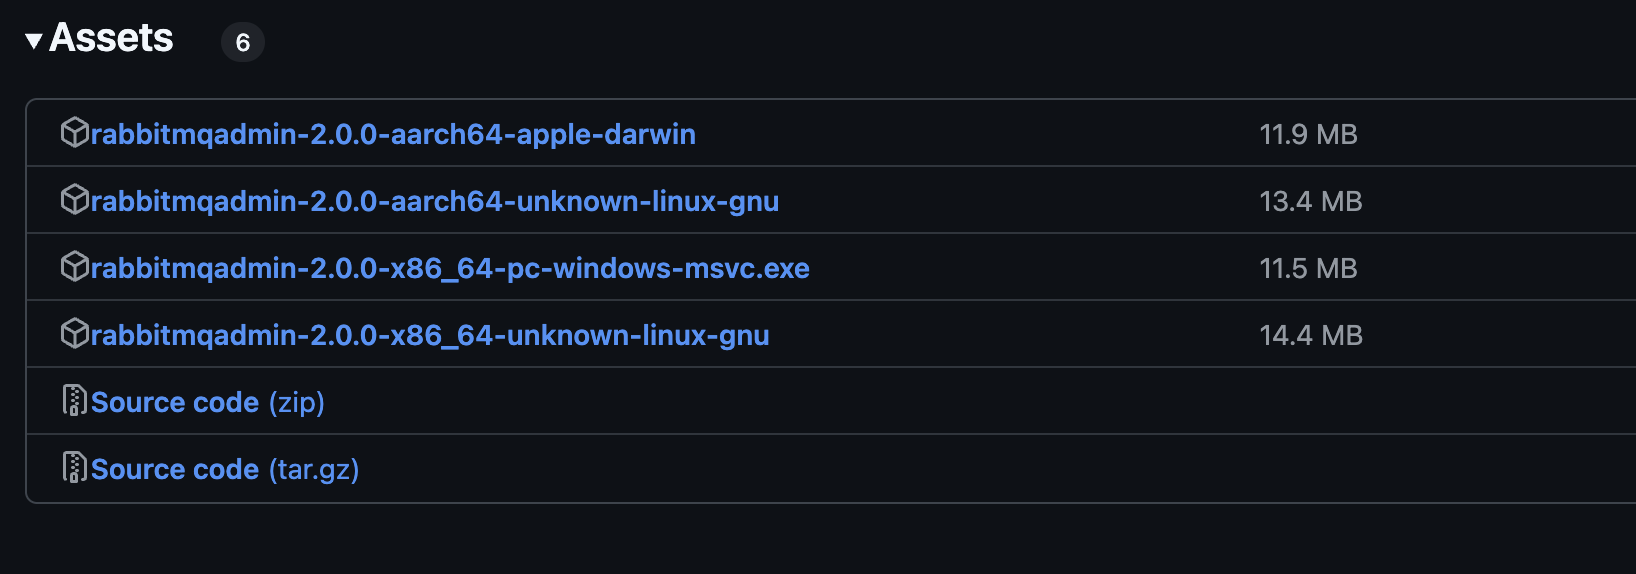 Assets 6
rabbitmqadmin-2.0.0-aarch64-apple-darwin 11.9 MB
rabbitmqadmin-2.0.0-aarch64-unknown-linux-gnu 13.4 MB
rabbitmqadmin-2.0.0-x86_64-pc-windows-msvc.exe 11.5 MB
rabbitmqadmin-2.0.0-x86_64-unknown-linux-gnu 14.4 MB
Source code (zip)
Source code (tar.gz)